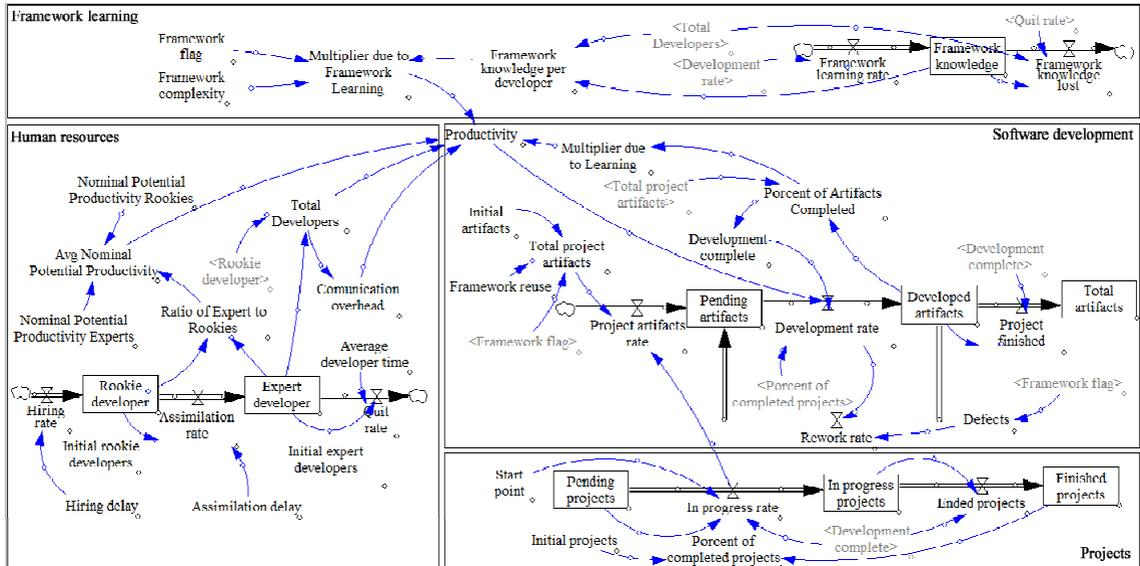 Framework learning
Framework
flag
Framework
complexity
Multiplier due to
Framework
Learning
Framework
knowledge per
developer
<Total
Developers>
<Development
rate>
Framework
learning rate
Framework
knowledge
<Quit rate>
Framework
knowledge
lost
Human resources
Nominal Potential
Productivity Rookies
Avg Nominal
Potential Productivity
Nominal Potential
Productivity Experts
<Rookie
developer>
Ratio of Expert to
Rookies
Total
Developers
Comunication
overhead
Average
developer time
Rookie
developer
Expert
developer
Hiring
rate
Assimilation
rate
Quit
rate
Initial rookie
developers
Initial expert
developers
Hiring delay
Assimilation delay
Software development
Productivity
Multiplier due
to Learning
<Total project
artifacts>
Porcent of Artifacts
Completed
Initial
artifacts
Total project
artifacts
Development
complete
Framework reuse
<Framework flag>
Project artifacts
rate
Pending
artifacts
Development rate
Developed
artifacts
<Development
complete>
Project
finished
Total
artifacts
<Porcent of
completed projects>
Rework rate
Defects
<Framework flag>
Projects
Start
point
Pending
projects
In progress rate
In progress
projects
Ended projects
Finished
projects
Initial projects
Porcent of
completed projects
<Development
complete>